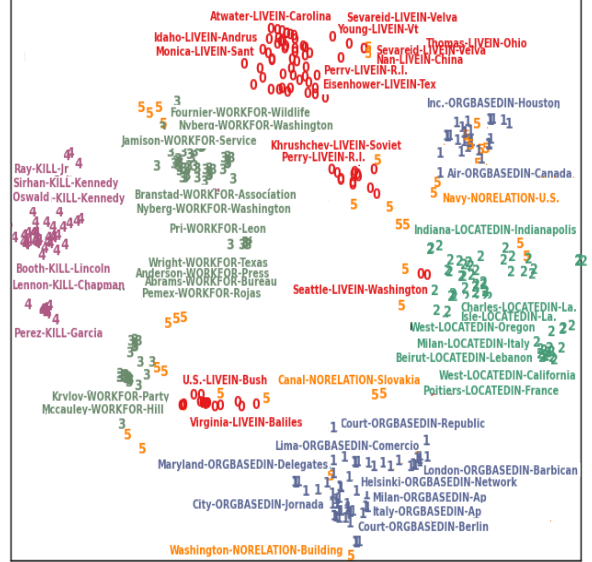 Atwater-LIVEIN-Carolina
Sevareid-LIVEIN-Velva
Young-LIVEIN-Vt
Idaho-LIVEIN-Andrus
Thomas-LIVEIN-Ohio
Monica-LIVEIN-Sant
Sevareid-LIVEIN-Velva
Nan-LIVEIN-China
Perry-LIVEIN-R.I.
Eisenhower-LIVEIN-Tex
Inc.-ORGBASEDIN-Houston
Fournier-WORKFOR-Wildlife
Nyberg-WORKFOR-Washington
Jamison-WORKFOR-Service
Khrushchev-LIVEIN-Soviet
Perry-LIVEIN-R.I.
Ray-KILL-Jr
Air-ORGBASEDIN-Canada
Sirhan-KILL-Kennedy
Oswald-KILL-Kennedy
Branstad-WORKFOR-Association
Navy-NORELATION-U.S.
Nyberg-WORKFOR-Washington
Pri-WORKFOR-Leon
Indiana-LOCATEDIN-Indianapolis
Wright-WORKFOR-Texas
Booth-KILL-Lincoln
Anderson-WORKFOR-Press
Abrams-WORKFOR-Bureau
Lennon-KILL-Chapman
Pemex-WORKFOR-Rojas
Seattle-LIVEIN-Washington
Charles-LOCATEDIN-La.
Isle-LOCATEDIN-La.
West-LOCATEDIN-Oregon
Perez-KILL-Garcia
Milan-LOCATEDIN-Italy
Beirut-LOCATEDIN-Lebanon
West-LOCATEDIN-California
U.S.-LIVEIN-Bush
Canal-NORELATION-Slovakia
Poitiers-LOCATEDIN-France
Krylov-WORKFOR-Party
Mccauley-WORKFOR-Hill
Virginia-LIVEIN-Baliles
Court-ORGBASEDIN-Republic
Lima-ORGBASEDIN-Comercio
Maryland-ORGBASEDIN-Delegates
London-ORGBASEDIN-Barbican
Helsinki-ORGBASEDIN-Network
Milan-ORGBASEDIN-Ap
City-ORGBASEDIN-Jornada
Italy-ORGBASEDIN-Ap
Court-ORGBASEDIN-Berlin
Washington-NORELATION-Building